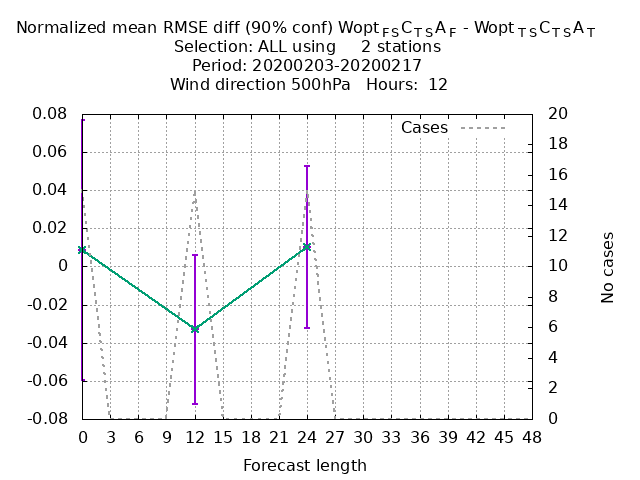 Normalized mean RMSE diff (90% conf) Wopt FS C TS A F - Wopt TS C TS A T
Selection: ALL using 2 stations
Period: 20200203-20200217
Wind direction 500hPa Hours: 12
Cases
0.08
0.06
0.04
0.02
0
-0.02
-0.04
-0.06
-0.08
20
18
16
14
12
10
8
6
4
2
0
No cases
0 3 6 9 12 15 18 21 24 27 30 33 36 39 42 45 48
Forecast length